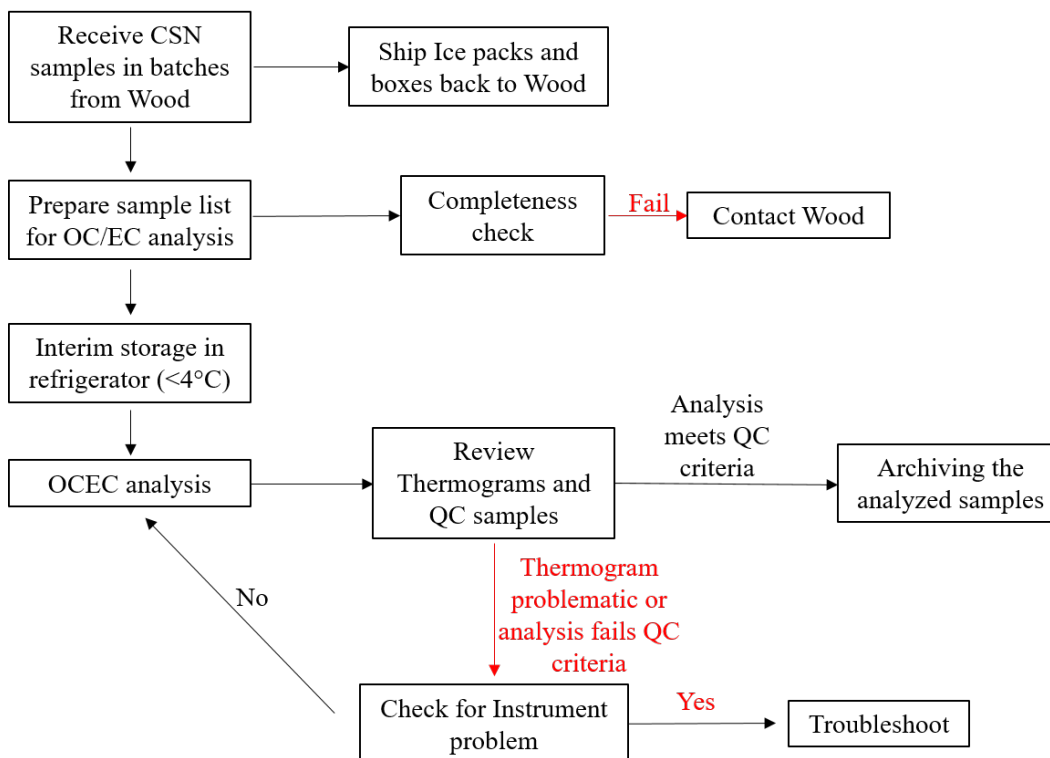 Receive CSN
samples in batches
from Wood
Ship Ice packs and
boxes back to Wood
Prepare sample list
for OC/EC analysis
Completeness
check
Fail
Contact Wood
Interim storage in
refrigerator (<4°C)
OCEC analysis
Review
Thermograms and
QC samples
Analysis
meets QC
criteria
Archiving the
analyzed samples
No
Thermogram
problematic or
analysis fails QC
criteria
Check for Instrument
problem
Yes
Troubleshoot